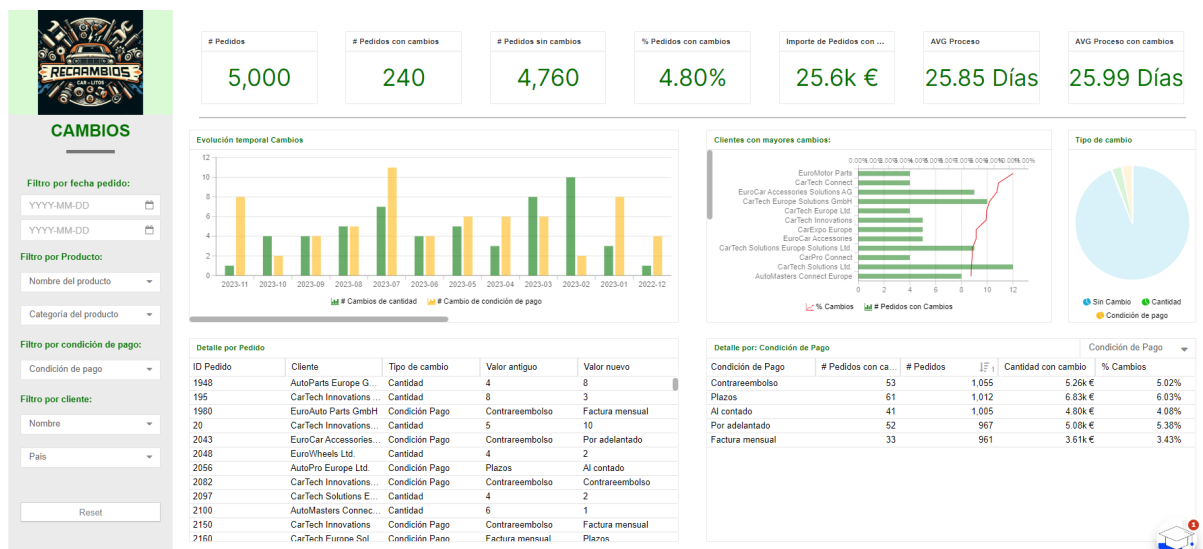 RECAAMBIOS
CAR - LITOS
CAMBIOS
Filtro por fecha pedido:
YYYY-MM-DD
YYYY-MM-DD
Filtro por Producto:
Nombre del producto
Categoría del producto
Filtro por condición de pago:
Condición de pago
Filtro por cliente:
Nombre
País
Reset
# Pedidos
5,000
# Pedidos con cambios
240
# Pedidos sin cambios
4,760
% Pedidos con cambios
4.80%
Importe de Pedidos con ...
25.6k €
AVG Proceso
25.85 Días
AVG Proceso con cambios
25.99 Días
Evolución temporal Cambios
12
10
8
6
4
2
0
2023-11 2023-10 2023-09 2023-08 2023-07 2023-06 2023-05 2023-04 2023-03 2023-02 2023-01 2022-12
# Cambios de cantidad # Cambio de condición de pago
Clientes con mayores cambios:
EuroMotor Parts
CarTech Connect
EuroCar Accessories Solutions AG
CarTech Europe Solutions GmbH
CarTech Europe Ltd.
CarTech Innovations
CarExpo Europe
EuroCar Accessories
CarTech Solutions Europe Solutions Ltd.
CarPro Connect
CarTech Solutions Ltd.
AutoMasters Connect Europe
0 2 4 6 8 10 12
% Cambios # Pedidos con Cambios
Tipo de cambio
Sin Cambio Cantidad
Condición de pago
Detalle por Pedido
ID Pedido Cliente Tipo de cambio Valor antiguo Valor nuevo
1948 AutoParts Europe G... Cantidad 4 8
195 CarTech Innovations ... Cantidad 8 3
1980 EuroAuto Parts GmbH Condición Pago Contrareembolso Factura mensual
20 CarTech Innovations... Cantidad 5 10
2043 EuroCar Accessories... Condición Pago Contrareembolso Por adelantado
2048 EuroWheels Ltd. Cantidad 4 2
2056 AutoPro Europe Ltd. Condición Pago Plazos Al contado
2082 CarTech Innovations... Condición Pago Contrareembolso Contrareembolso
2097 CarTech Solutions E... Cantidad 4 2
2100 AutoMasters Connec... Cantidad 6 1
2150 CarTech Innovations Condición Pago Contrareembolso Factura mensual
2160 CarTech Europe Sol... Condición Pago Factura mensual Plazos
Detalle por: Condición de Pago
Condición de Pago
Condición de Pago # Pedidos con ca... # Pedidos 1 Cantidad con cambio % Cambios
Contrareembolso 53 1,055 5.26k € 5.02%
Plazos 61 1,012 6.83k € 6.03%
Al contado 41 1,005 4.80k € 4.08%
Por adelantado 52 967 5.08k € 5.38%
Factura mensual 33 961 3.61k € 3.43%
1